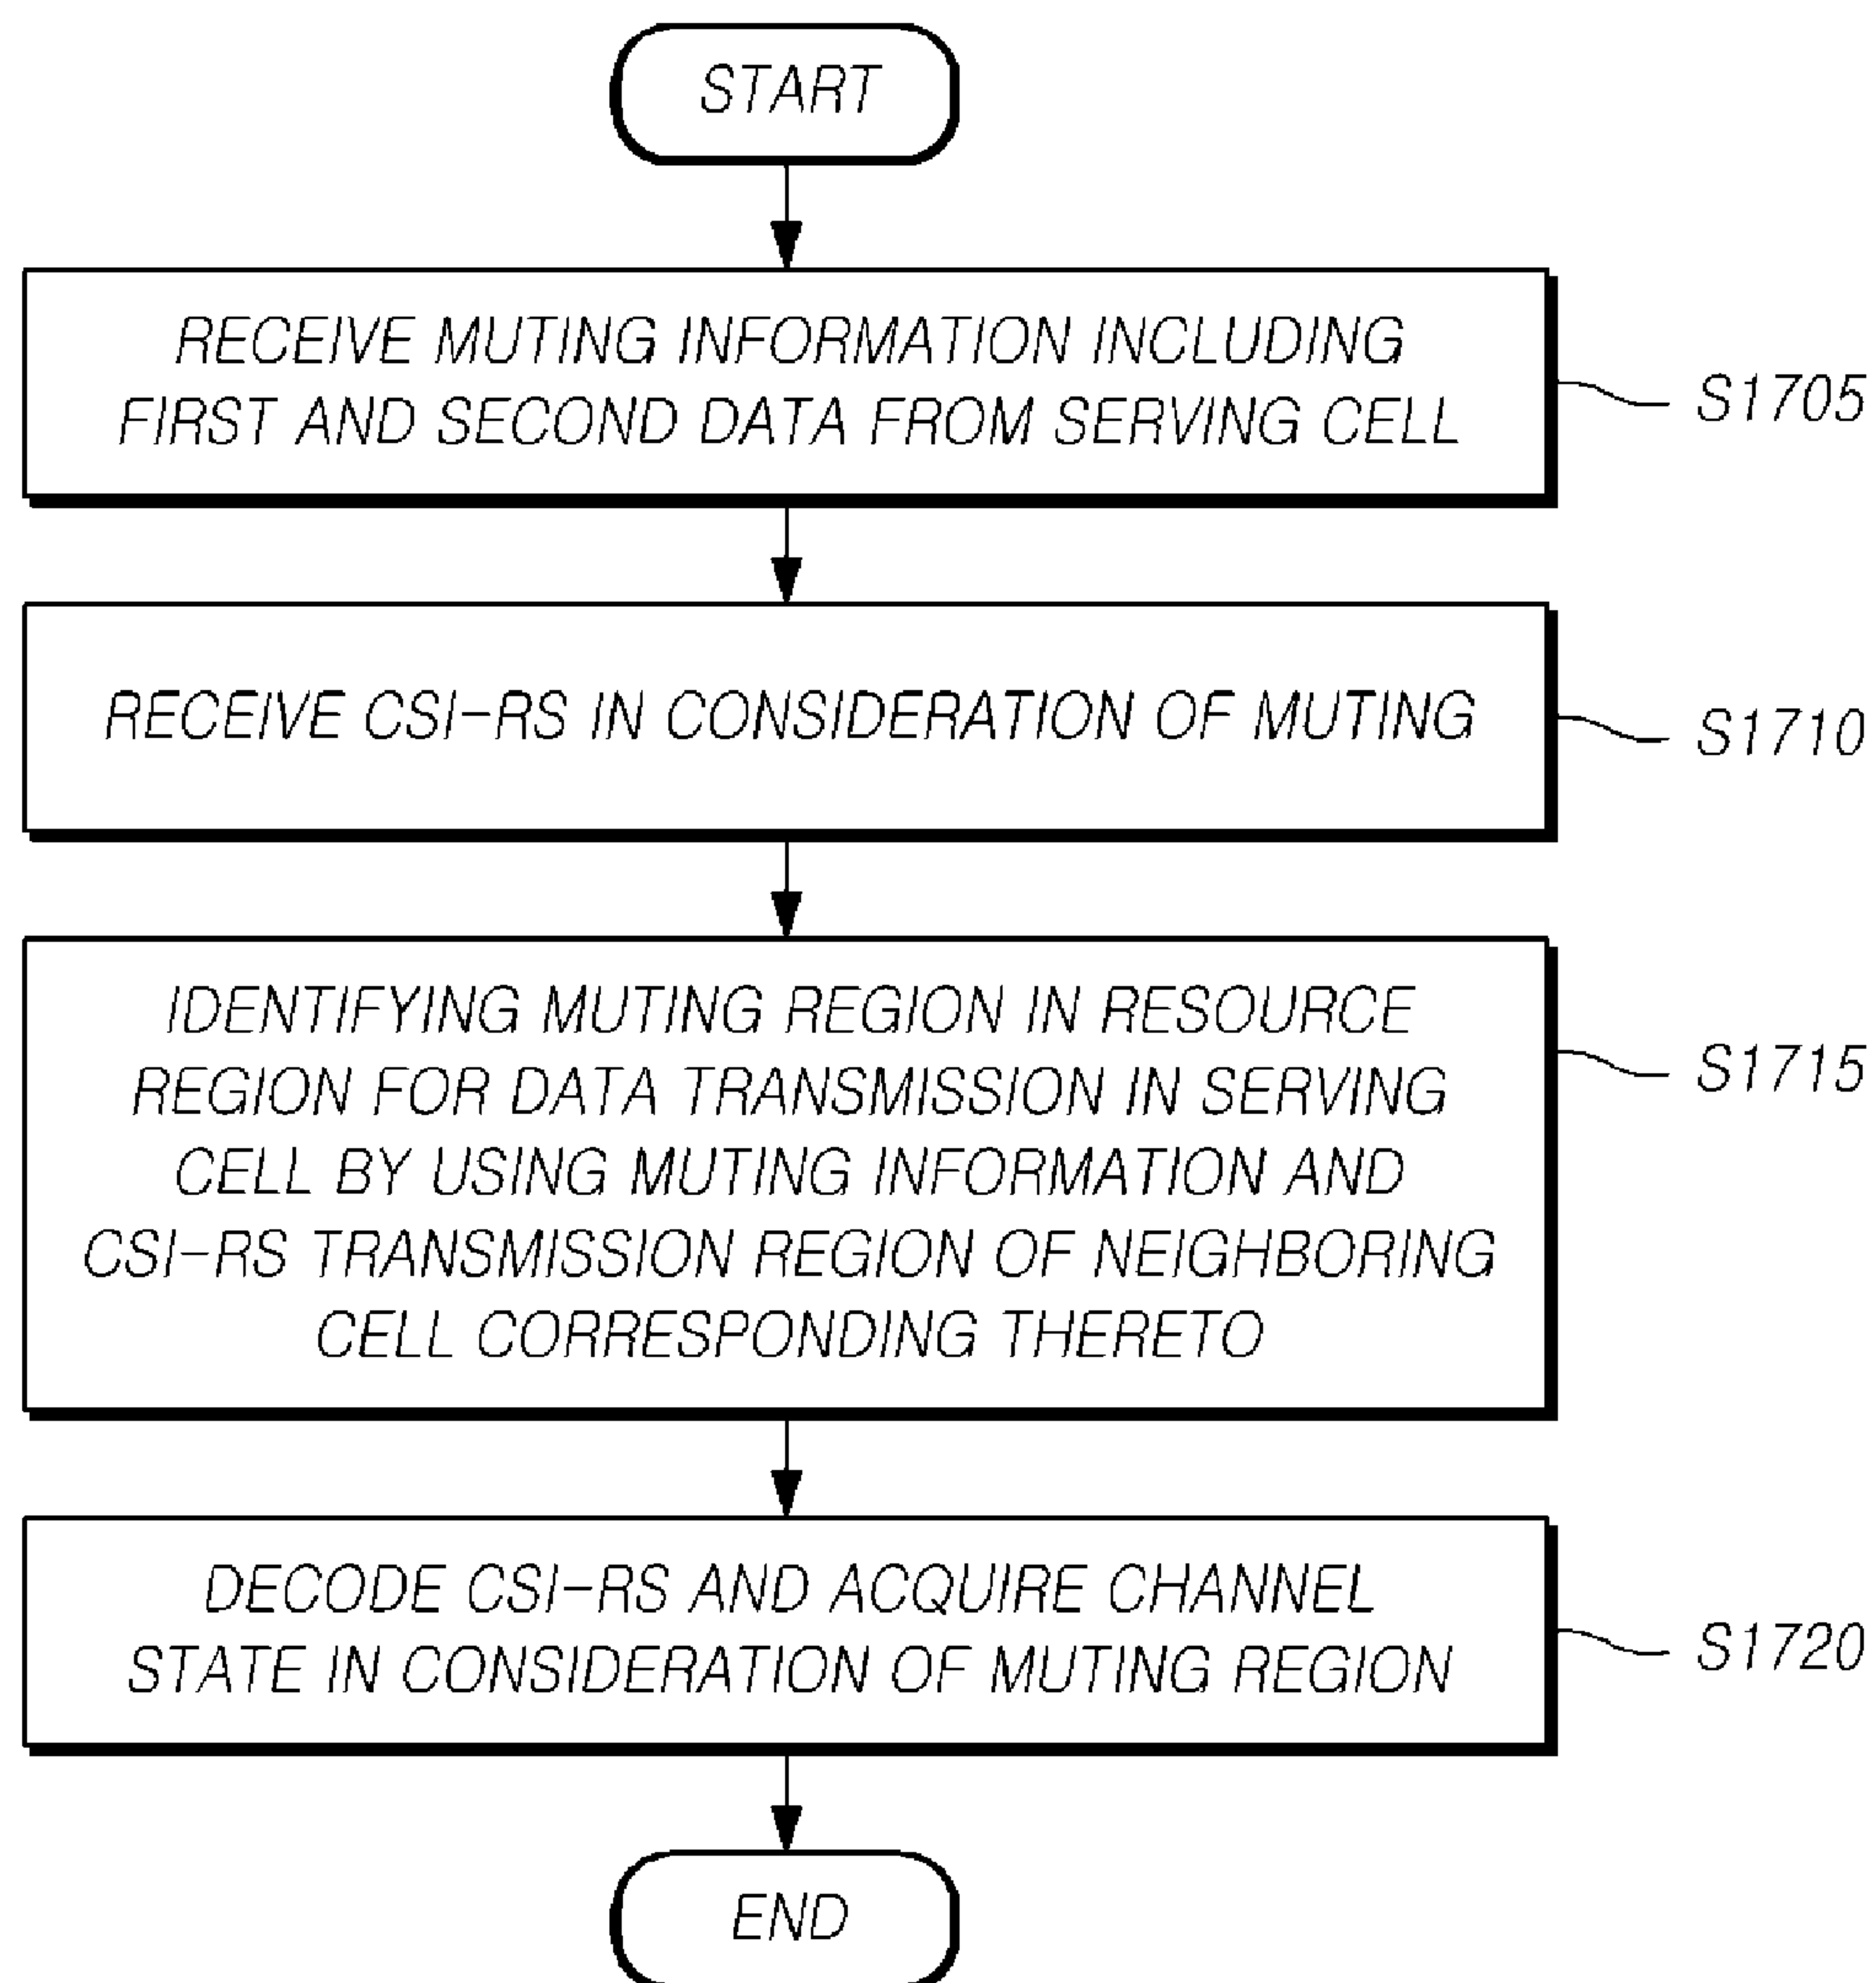 START
RECEIVE MUTING INFORMATION INCLUDING
FIRST AND SECOND DATA FROM SERVING CELL
S1705
RECEIVE CSI-RS IN CONSIDERATION OF MUTING
S1710
IDENTIFYING MUTING REGION IN RESOURCE
REGION FOR DATA TRANSMISSION IN SERVING
CELL BY USING MUTING INFORMATION AND
CSI-RS TRANSMISSION REGION OF NEIGHBORING
CELL CORRESPONDING THERETO
S1715
DECODE CSI-RS AND ACQUIRE CHANNEL
STATE IN CONSIDERATION OF MUTING REGION
S1720
END